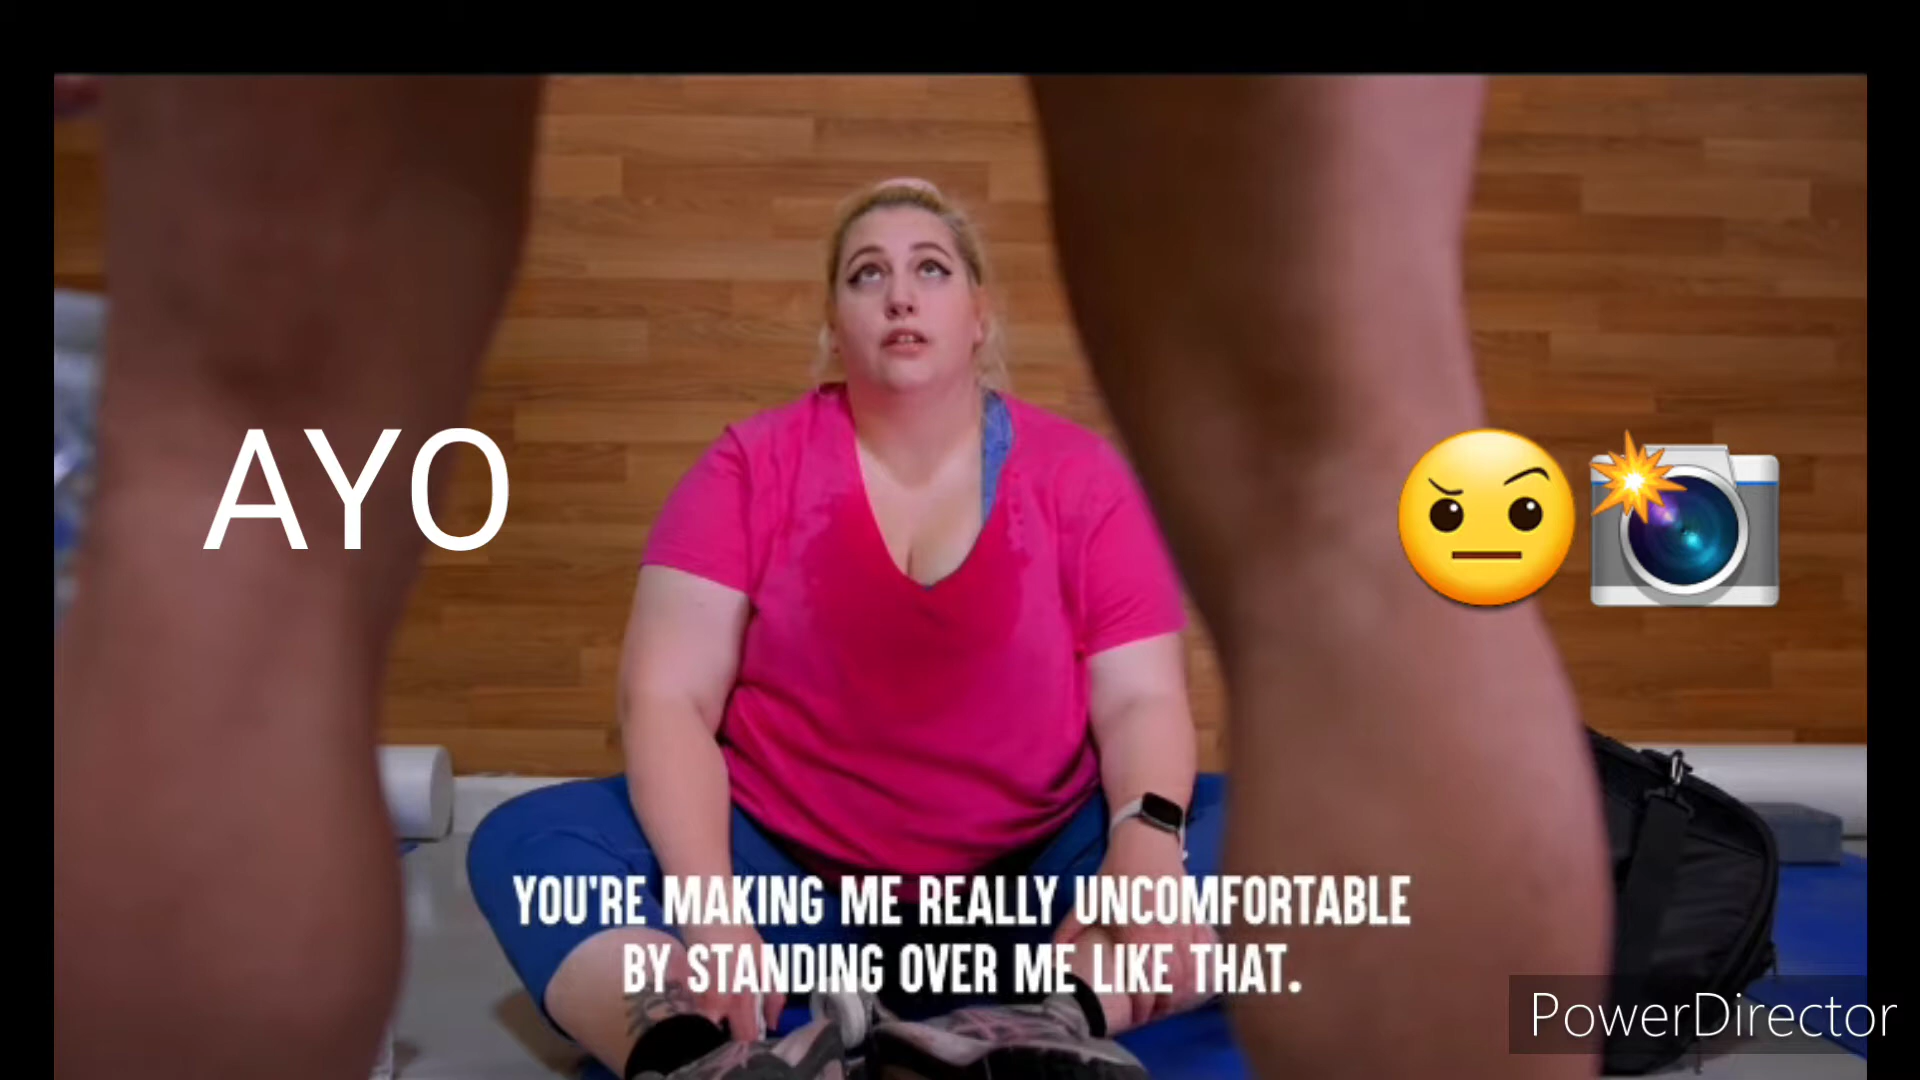 AYO
YOU'RE MAKING ME REALLY UNCOMFORTABLE
BY STANDING OVER ME LIKE THAT.
PowerDirector